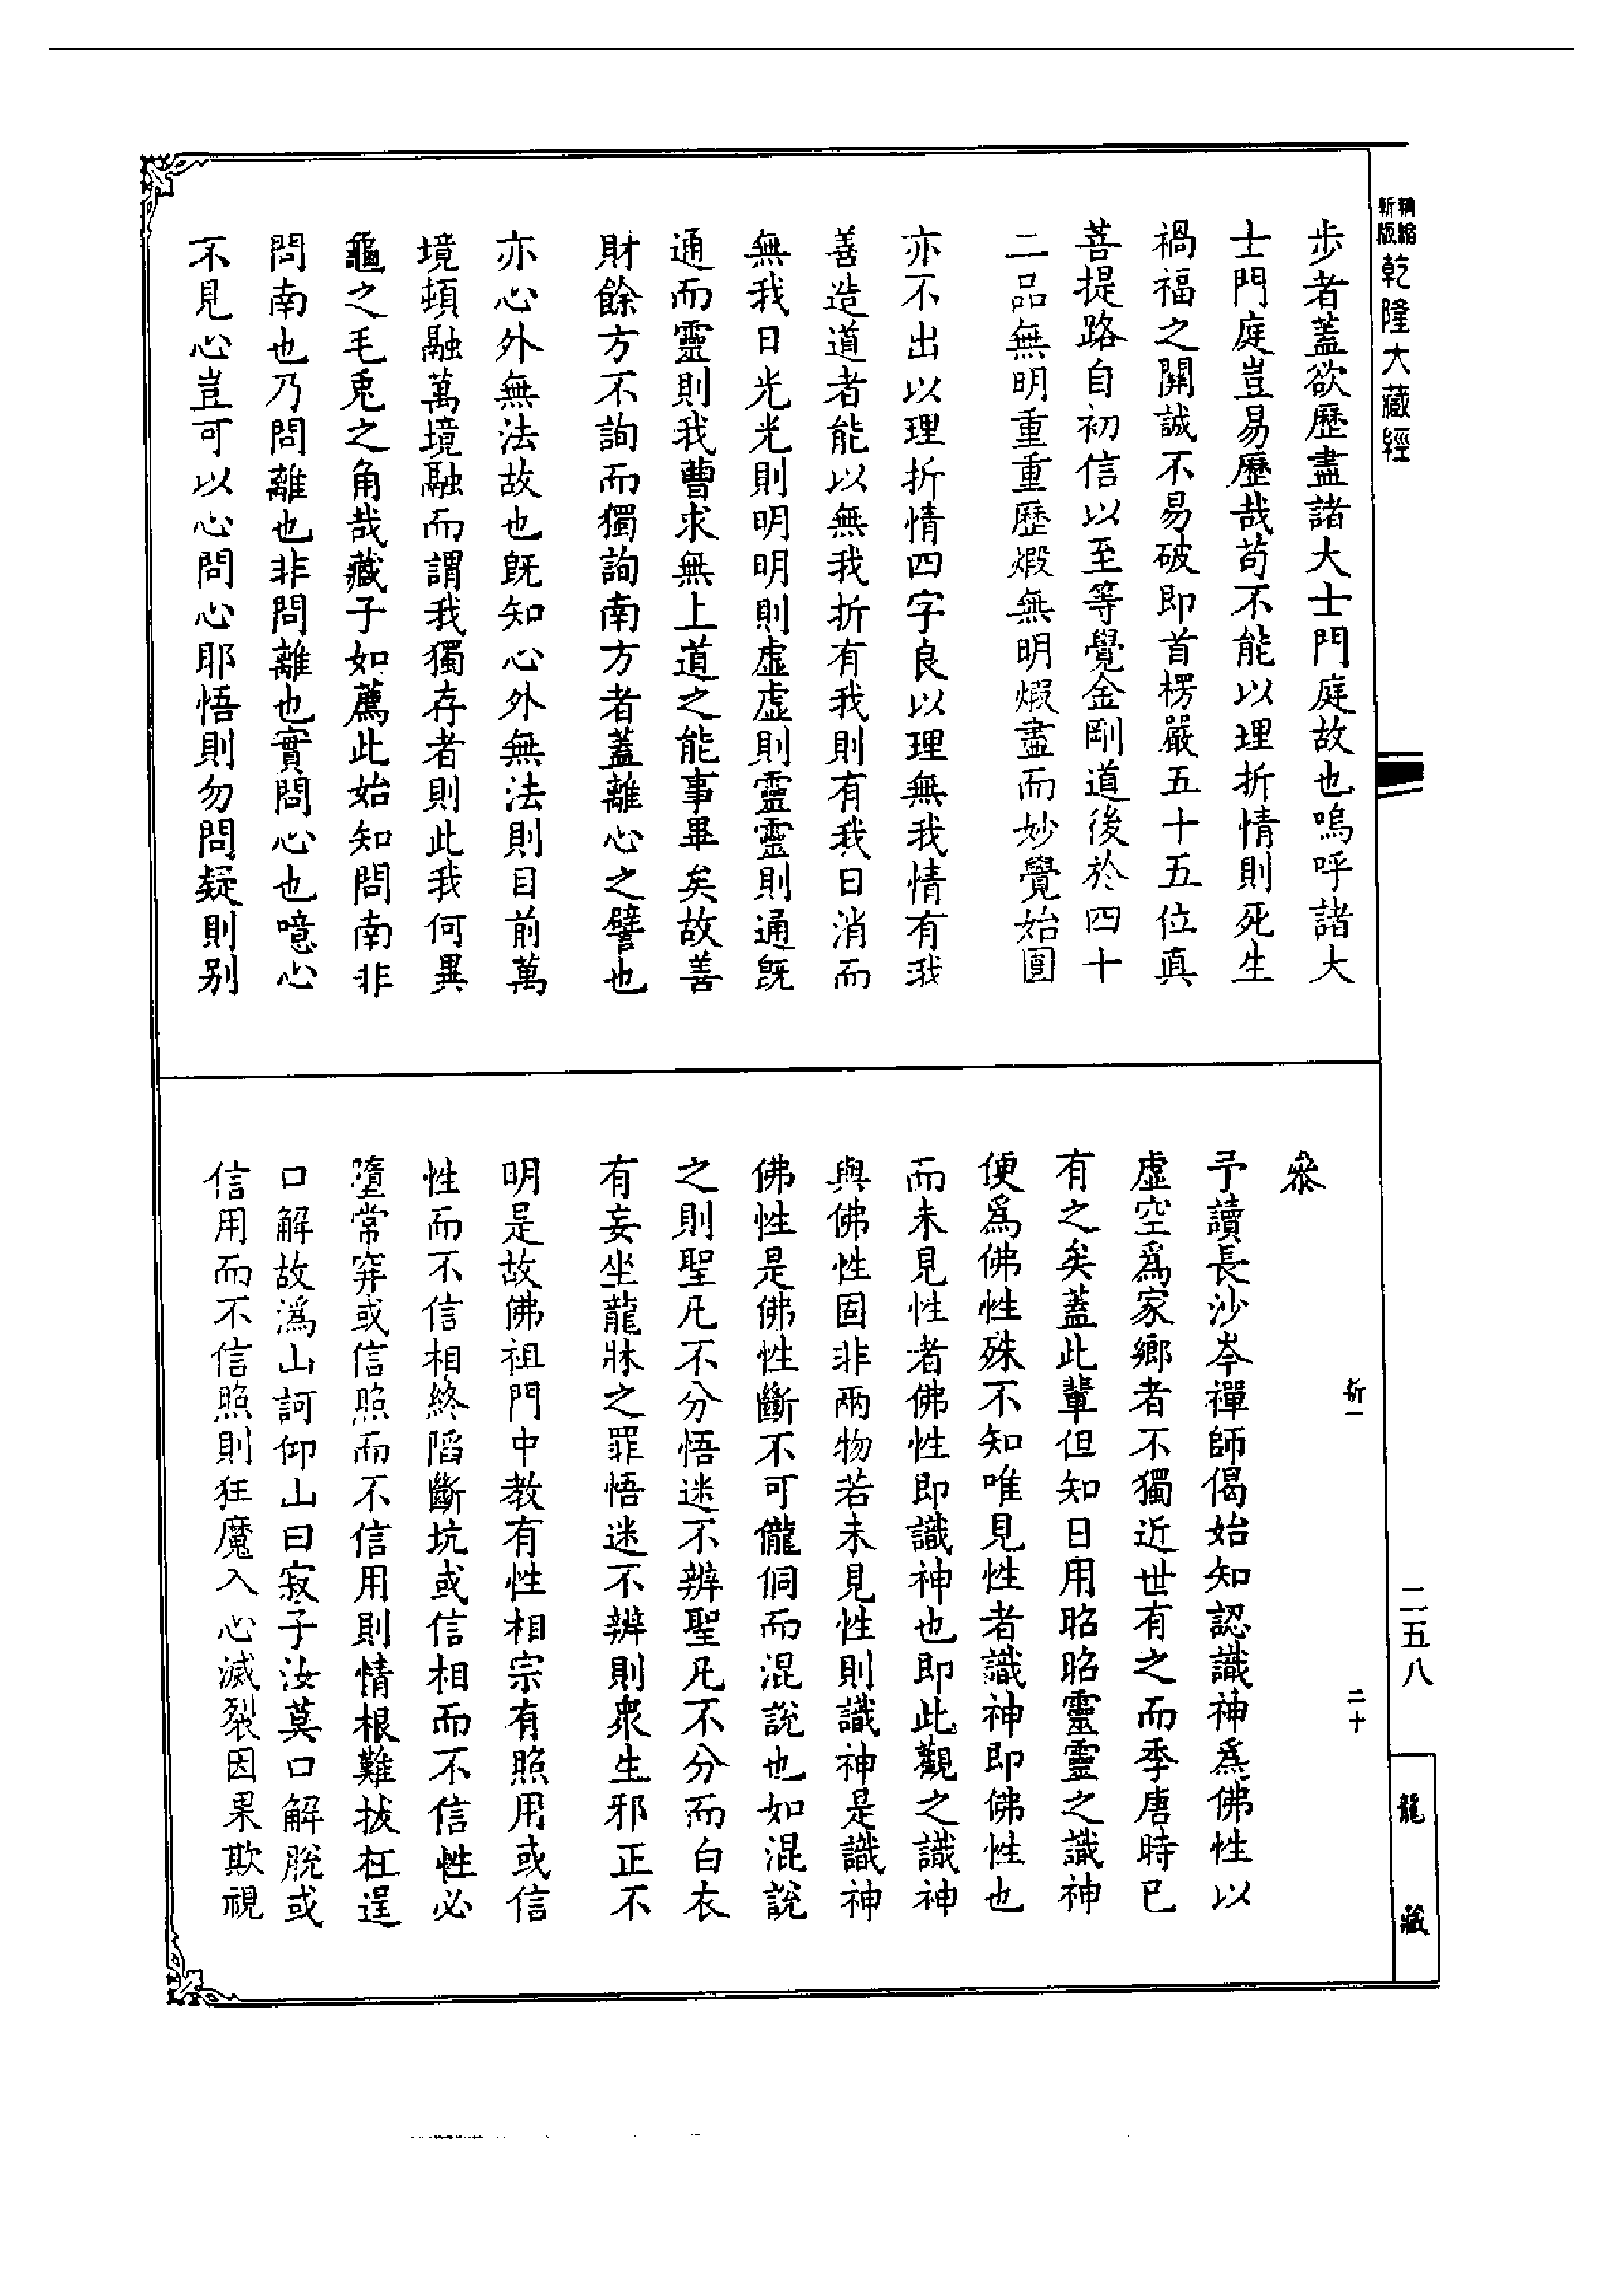 新版
精縮
乾隆大藏經
步者蓋欲歷盡諸大士門庭故也嗚呼諸大
士門庭豈易歷哉苟不能以理折情則死生
禍福之關誠不易破即首楞嚴五十五位真
菩提路自初信以至等覺金剛道後於四十
二品無明重重歷煅無明煅盡而妙覺始圓
亦不出以理折情四字良以理無我情有我
善造道者能以無我折有我則有我日消而
無我日光光則明明則虛虛則靈靈則通旣
通而靈則我曹求無上道之能事畢矣故善
財餘方不詢而獨詢南方者蓋離心之譬也
亦心外無法故也旣知心外無法則目前萬
境頓融萬境融而謂我獨存者則此我何異
龜之毛兎之角哉藏子如薦此始知問南非
問南也乃問離也非問離也實問心也噫心
不見心豈可以心問心耶悟則勿問疑則別
叅
予讀長沙岑禪師偈始知認識神爲佛性以
虛空爲家鄉者不獨近世有之而季唐時已
有之矣蓋此輩但知日用昭昭靈靈之識神
便爲佛性殊不知唯見性者識神即佛性也
而未見性者佛性即識神也即此觀之識神
與佛性固非兩物若未見性則識神是識神
佛性是佛性斷不可儱侗而混說也如混說
之則聖凡不分悟迷不辨聖凡不分而白衣
有妄坐龍牀之罪悟迷不辨則衆生邪正不
明是故佛祖門中教有性相宗有照用或信
性而不信相終陷斷坑或信相而不信性必
墮常穽或信照而不信用則情根難拔枉逞
口解故溈山訶仰山曰寂子汝莫口解脫或
信用而不信照則狂魔入心滅裂因果欺視
二十
二五八
龍藏